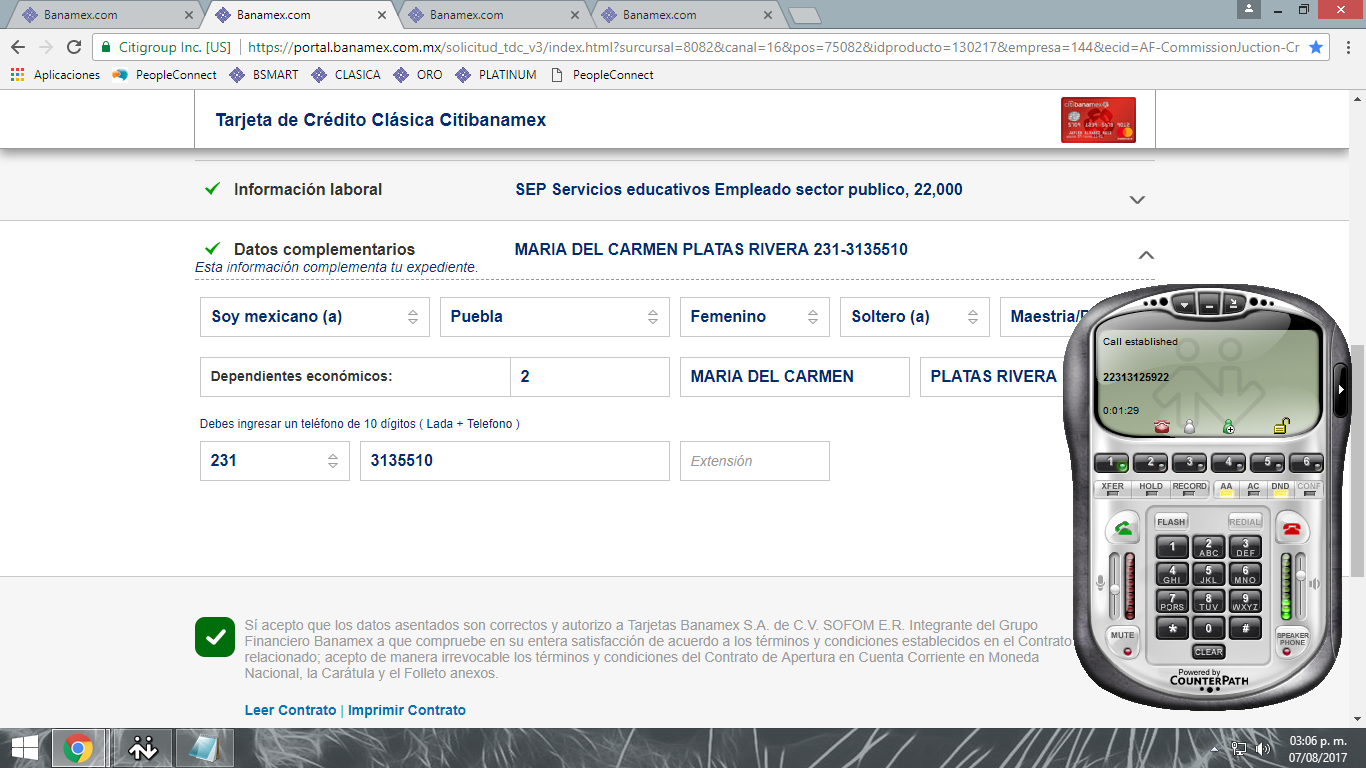 Banamex.com
Banamex.com
Banamex.com
Banamex.com
Citigroup Inc. [US]
https://portal.banamex.com.mx/solicitud_tdc_v3/index.html?sucursal=8082&canal=16&pos=75082&idproducto=130217&empresa=144&ecid=AF-CommissionJuction-Cr
Aplicaciones
PeopleConnect
BSMART
CLASICA
ORO
PLATINUM
PeopleConnect
Tarjeta de Crédito Clásica Citibanamex
citibanamex
Información laboral
SEP Servicios educativos Empleado sector publico, 22,000
Datos complementarios
MARIA DEL CARMEN PLATAS RIVERA 231-3135510
Esta información complementa tu expediente.
Soy mexicano (a)
Puebla
Femenino
Soltero (a)
Maestria/
Dependientes económicos:
2
MARIA DEL CARMEN
PLATAS RIVERA
Debes ingresar un teléfono de 10 dígitos ( Lada + Telefono )
231
3135510
Extensión
Call established
22313125922
0:01:29
1 2 3 4 5 6
XFER HOLD RECORD AA AC DND CONF
FLASH REDIAL
1 2 ABC 3 DEF
4 GHI 5 JKL 6 MNO
7 PQRS 8 TUV 9 WXYZ
* 0 #
MUTE
SPEAKER PHONE
CLEAR
Powered by
COUNTERPATH
Sí acepto que los datos asentados son correctos y autorizo a Tarjetas Banamex S.A. de C.V. SOFOM E.R. Integrante del Grupo
Financiero Banamex a que compruebe en su entera satisfacción de acuerdo a los términos y condiciones establecidos en el Contrato
relacionado; acepto de manera irrevocable los términos y condiciones del Contrato de Apertura en Cuenta Corriente en Moneda
Nacional, la Carátula y el Folleto anexos.
Leer Contrato | Imprimir Contrato
03:06 p. m.
07/08/2017